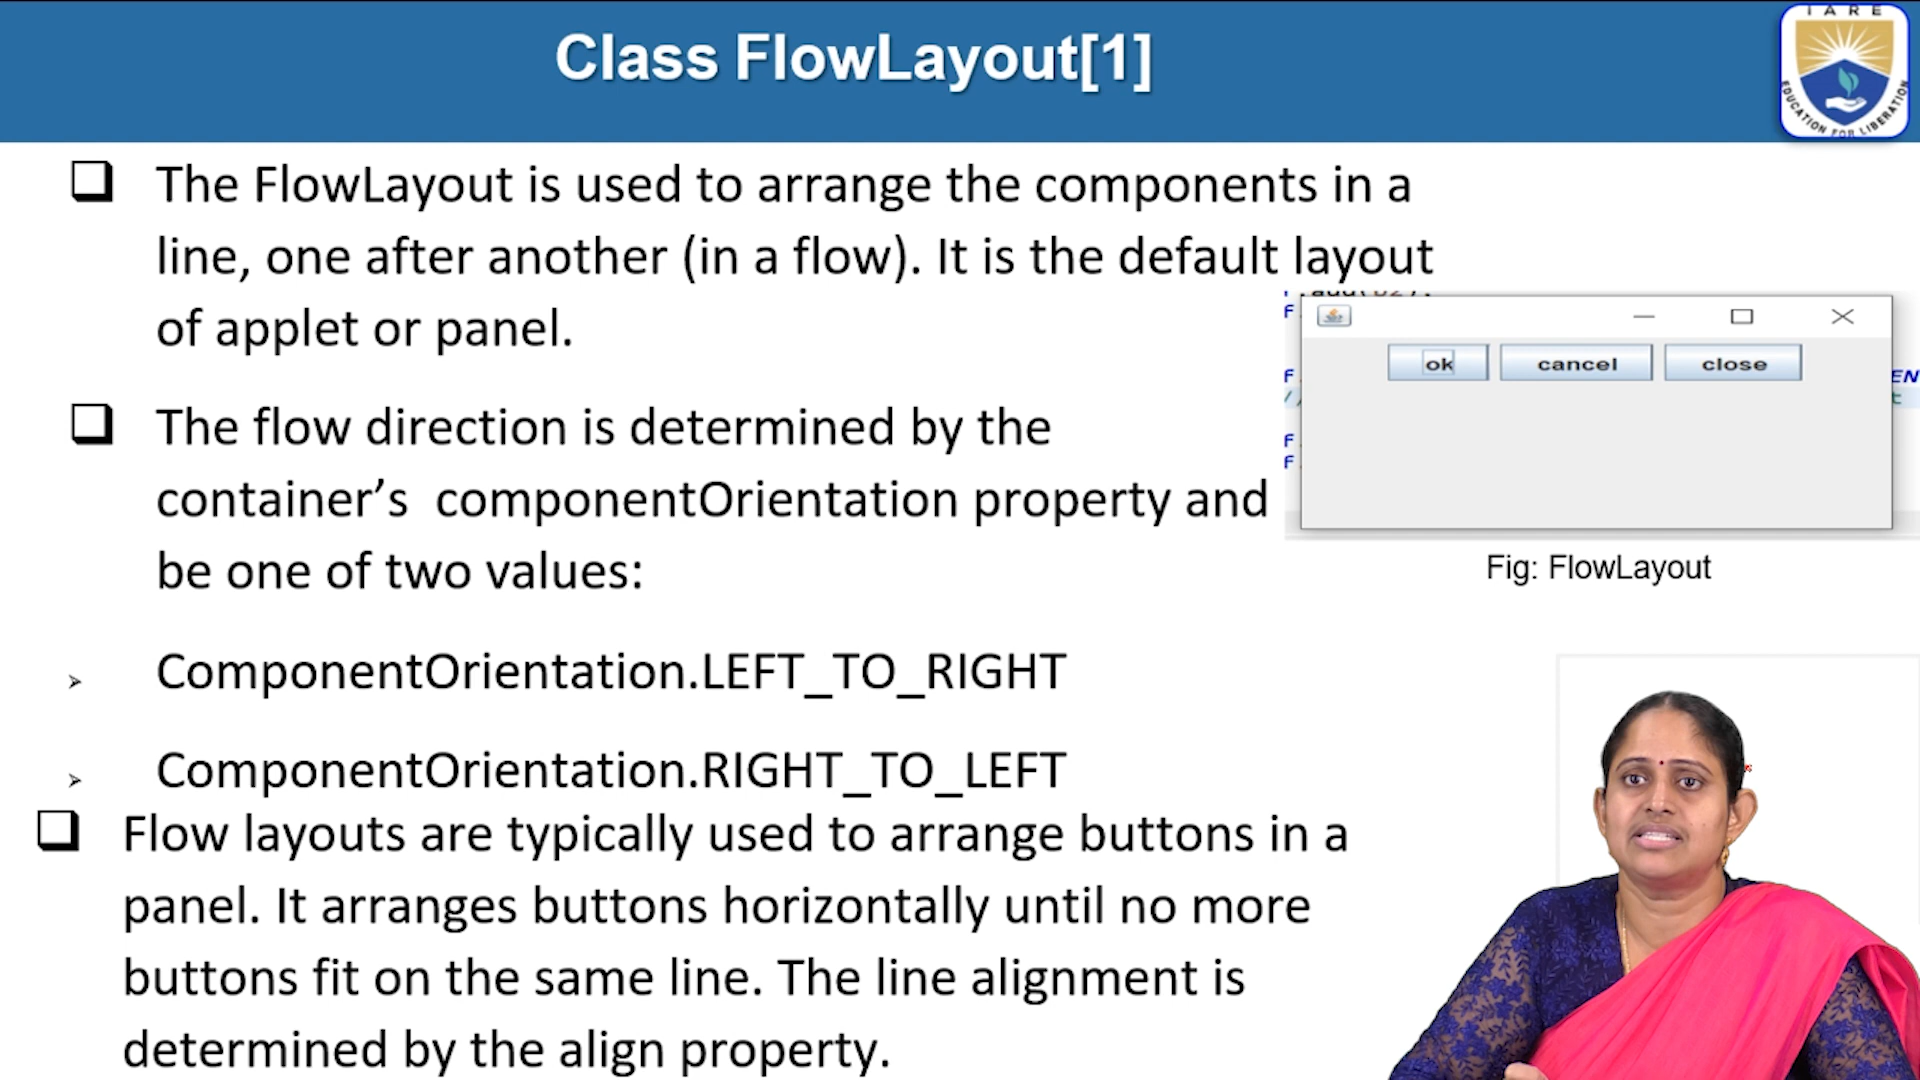 Class FlowLayout[1]
IARE
EDUCATION FOR LIBERATION
The FlowLayout is used to arrange the components in a
line, one after another (in a flow). It is the default layout
of applet or panel.
ok
cancel
close
Fig: FlowLayout
The flow direction is determined by the
container’s componentOrientation property and
be one of two values:
ComponentOrientation.LEFT_TO_RIGHT
ComponentOrientation.RIGHT_TO_LEFT
Flow layouts are typically used to arrange buttons in a
panel. It arranges buttons horizontally until no more
buttons fit on the same line. The line alignment is
determined by the align property.